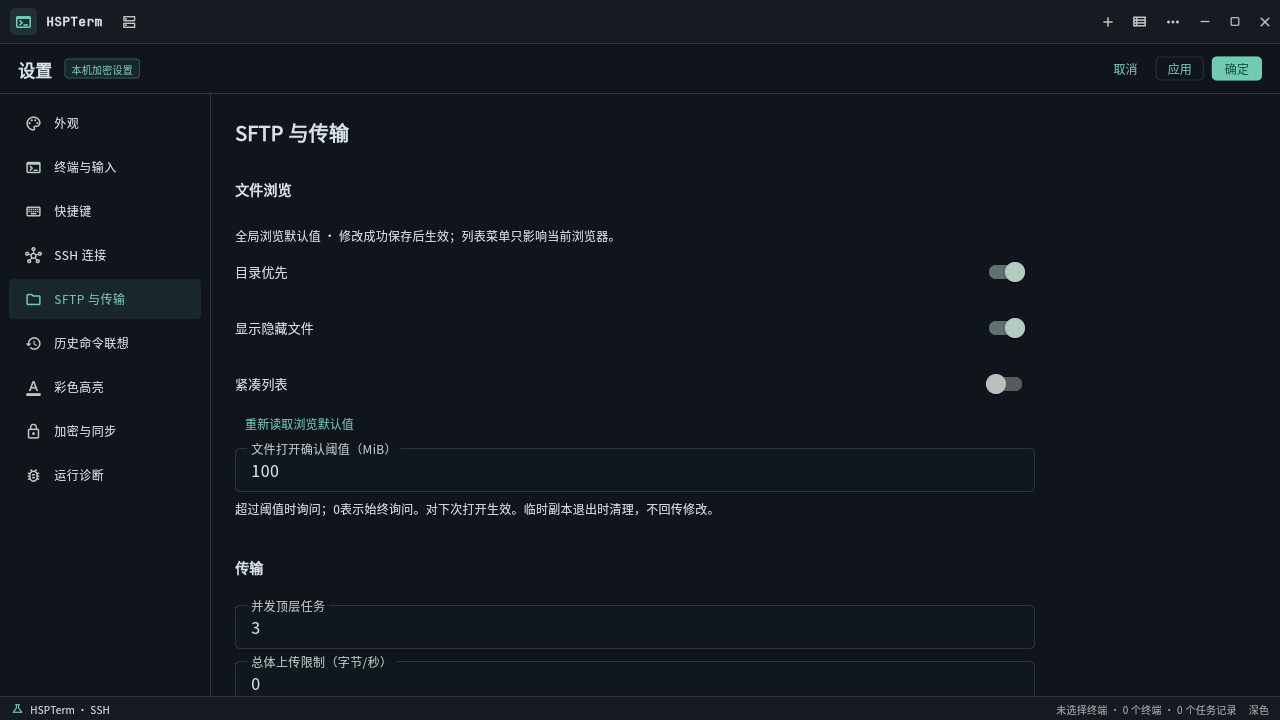 HSPTerm
设置
本机加密设置
取消
应用
确定
外观
终端与输入
快捷键
SSH 连接
SFTP 与传输
历史命令联想
彩色高亮
加密与同步
运行诊断
SFTP 与传输
文件浏览
全局浏览默认值 · 修改成功保存后生效；列表菜单只影响当前浏览器。
目录优先
显示隐藏文件
紧凑列表
重新读取浏览默认值
文件打开确认阈值（MiB）
100
超过阈值时询问；0表示始终询问。对下次打开生效。临时副本退出时清理，不回传修改。
传输
并发顶层任务
3
总体上传限制（字节/秒）
0
HSPTerm · SSH
未选择终端 · 0 个终端 · 0 个任务记录
深色